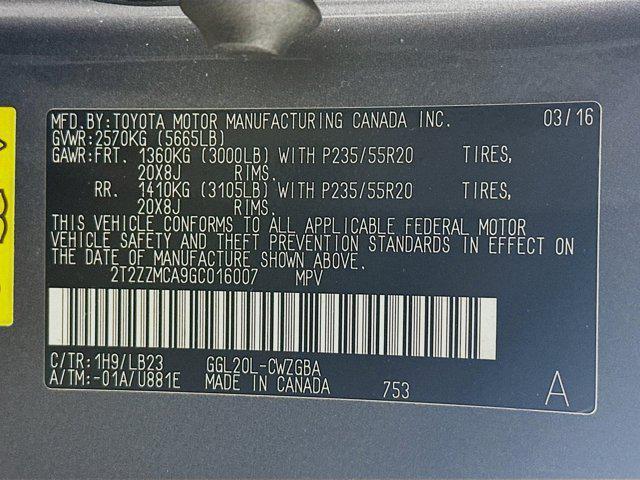 MFD.BY:TOYOTA MOTOR MANUFACTURING CANADA INC. 03/16
GVWR:2570KG (5665LB)
GAWR:FRT. 1360KG (3000LB) WITH P235/55R20 TIRES,
20X8J RIMS.
RR. 1410KG (3105LB) WITH P235/55R20 TIRES,
20X8J RIMS.
THIS VEHICLE CONFORMS TO ALL APPLICABLE FEDERAL MOTOR
VEHICLE SAFETY AND THEFT PREVENTION STANDARDS IN EFFECT ON
THE DATE OF MANUFACTURE SHOWN ABOVE.
2T2ZZMCA9GC016007 MPV
C/TR:1H9/LB23 GGL20L-CWZGBA
A/TM:-01A/U881E MADE IN CANADA 753 A